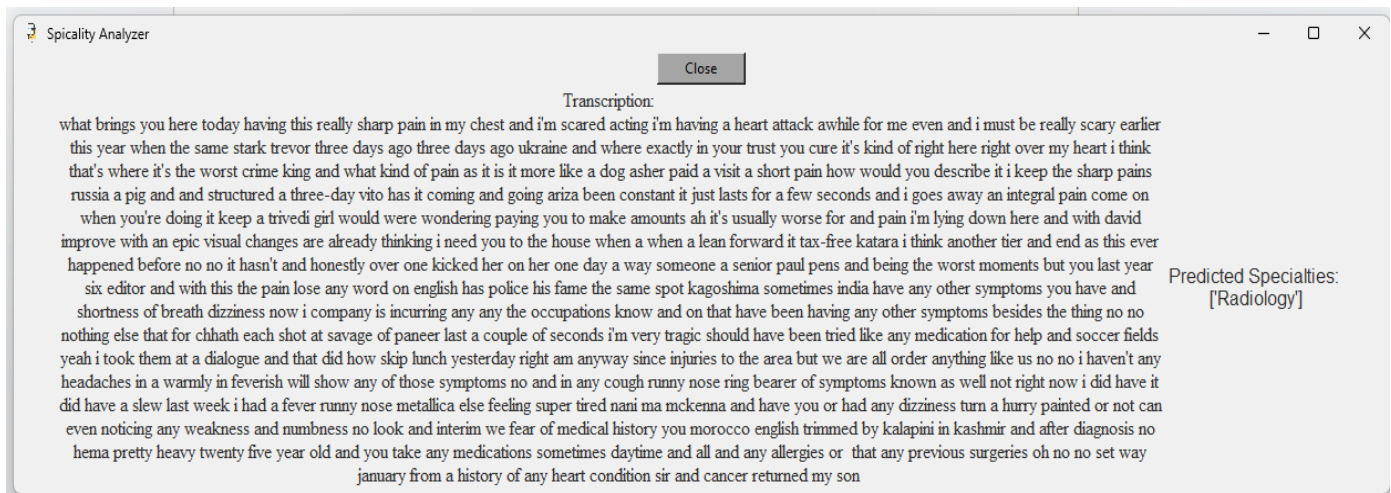 Spicality Analyzer
Close
Transcription:
what brings you here today having this really sharp pain in my chest and i'm scared acting i'm having a heart attack awhile for me even and i must be really scary earlier
this year when the same stark trevor three days ago three days ago ukraine and where exactly in your trust you cure it's kind of right here right over my heart i think
that's where it's the worst crime king and what kind of pain as it is it more like a dog asher paid a visit a short pain how would you describe it i keep the sharp pains
russia a pig and and structured a three-day vito has it coming and going ariza been constant it just lasts for a few seconds and i goes away an integral pain come on
when you're doing it keep a trivedi girl would were wondering paying you to make amounts ah it's usually worse for and pain i'm lying down here and with david
improve with an epic visual changes are already thinking i need you to the house when a when a lean forward it tax-free katara i think another tier and end as this ever
happened before no no it hasn't and honestly over one kicked her on her one day a way someone a senior paul pens and being the worst moments but you last year
six editor and with this the pain lose any word on english has police his fame the same spot kagoshima sometimes india have any other symptoms you have and
shortness of breath dizziness now i company is incurring any any the occupations know and on that have been having any other symptoms besides the thing no no
nothing else that for chhath each shot at savage of paneer last a couple of seconds i'm very tragic should have been tried like any medication for help and soccer fields
yeah i took them at a dialogue and that did how skip lunch yesterday right am anyway since injuries to the area but we are all order anything like us no no i haven't any
headaches in a warmly in feverish will show any of those symptoms no and in any cough runny nose ring bearer of symptoms known as well not right now i did have it
did have a slew last week i had a fever runny nose metallica else feeling super tired nani ma mckenna and have you or had any dizziness turn a hurry painted or not can
even noticing any weakness and numbness no look and interim we fear of medical history you morocco english trimmed by kalapini in kashmir and after diagnosis no
hema pretty heavy twenty five year old and you take any medications sometimes daytime and all and any allergies or that any previous surgeries oh no no set way
january from a history of any heart condition sir and cancer returned my son
Predicted Specialties:
['Radiology']